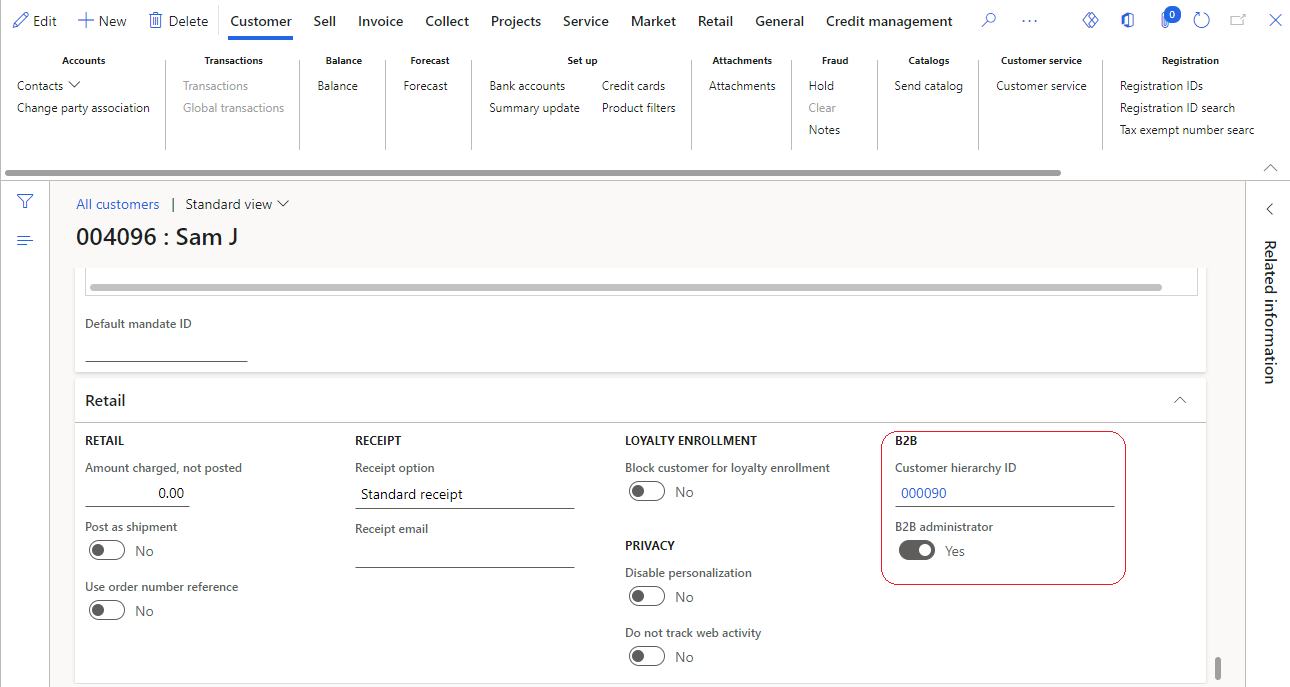 Edit New Delete Customer Sell Invoice Collect Projects Service Market Retail General Credit management ... 0
Accounts Transactions Balance Forecast Set up Attachments Fraud Catalogs Customer service Registration
Contacts Transactions Balance Forecast Bank accounts Credit cards Attachments Hold Send catalog Customer service Registration IDs
Change party association Global transactions Summary update Product filters Clear Registration ID search
Notes Tax exempt number searc
All customers | Standard view
004096 : Sam J
Related information
Default mandate ID
Retail
RETAIL RECEIPT LOYALTY ENROLLMENT B2B
Amount charged, not posted Receipt option Block customer for loyalty enrollment Customer hierarchy ID
0.00 Standard receipt No 000090
Post as shipment Receipt email B2B administrator
No PRIVACY Yes
Disable personalization
Use order number reference No
No
Do not track web activity
No